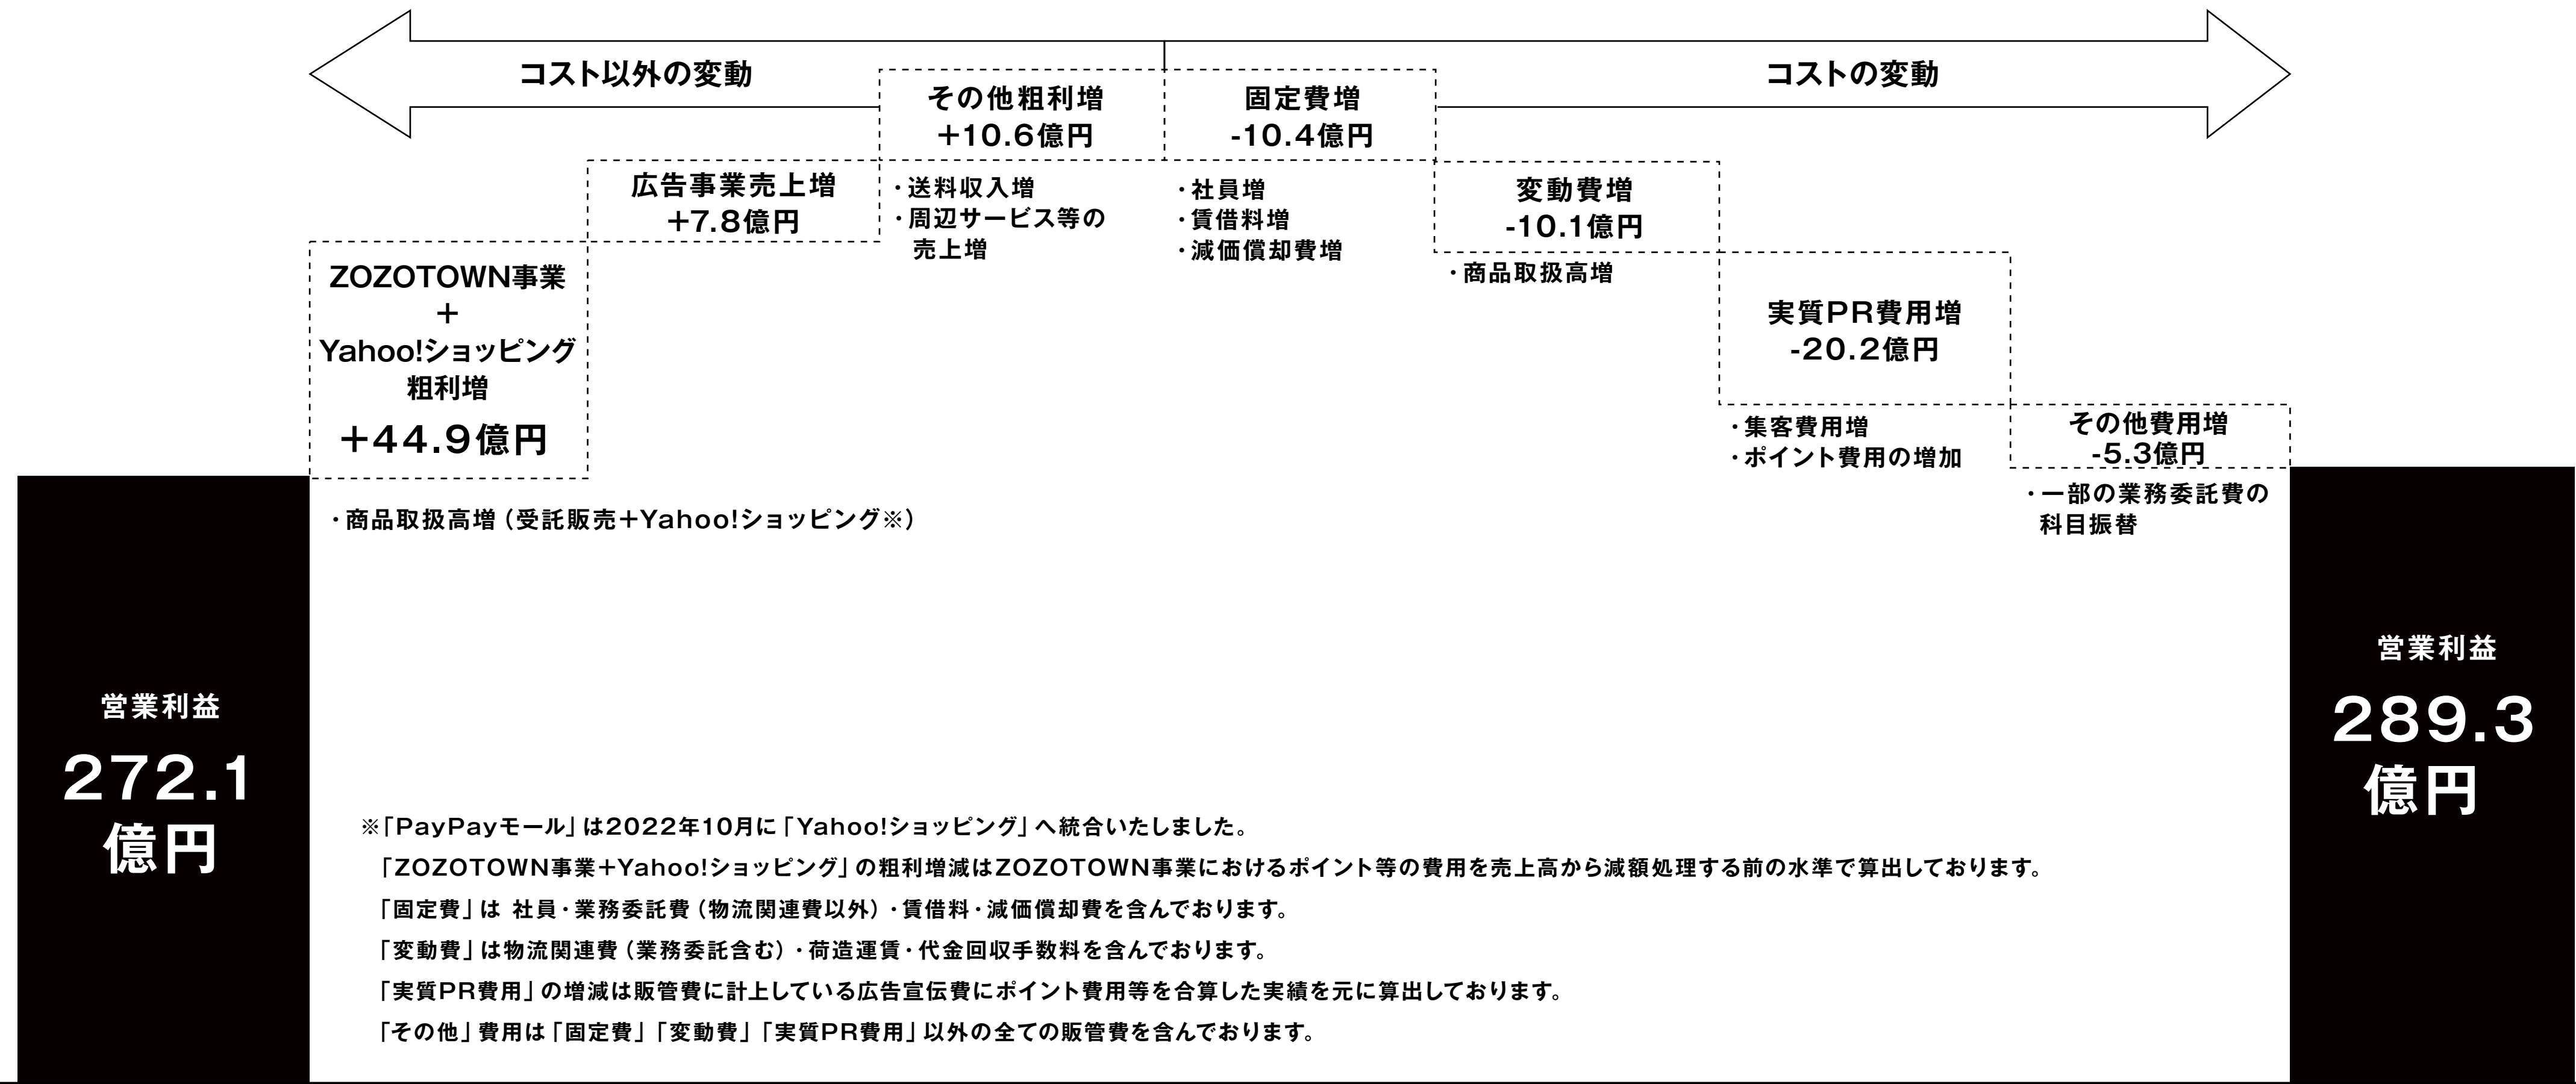 コスト以外の変動
コストの変動
その他粗利増
+10.6億円
固定費増
-10.4億円
広告事業売上増
+7.8億円
・送料収入増
・周辺サービス等の
売上増
・社員増
・賃借料増
・減価償却費増
変動費増
-10.1億円
・商品取扱高増
ZOZOTOWN事業
+
Yahoo!ショッピング
粗利増
+44.9億円
・商品取扱高増（受託販売+Yahoo!ショッピング※）
実質PR費用増
-20.2億円
・集客費用増
・ポイント費用の増加
その他費用増
-5.3億円
・一部の業務委託費の
科目振替
営業利益
272.1
億円
営業利益
289.3
億円
※「PayPayモール」は2022年10月に「Yahoo!ショッピング」へ統合いたしました。
「ZOZOTOWN事業+Yahoo!ショッピング」の粗利増減はZOZOTOWN事業におけるポイント等の費用を売上高から減額処理する前の水準で算出しております。
「固定費」は 社員・業務委託費（物流関連費以外）・賃借料・減価償却費を含んでおります。
「変動費」は物流関連費（業務委託含む）・荷造運賃・代金回収手数料を含んでおります。
「実質PR費用」の増減は販管費に計上している広告宣伝費にポイント費用等を合算した実績を元に算出しております。
「その他」費用は「固定費」「変動費」「実質PR費用」以外の全ての販管費を含んでおります。